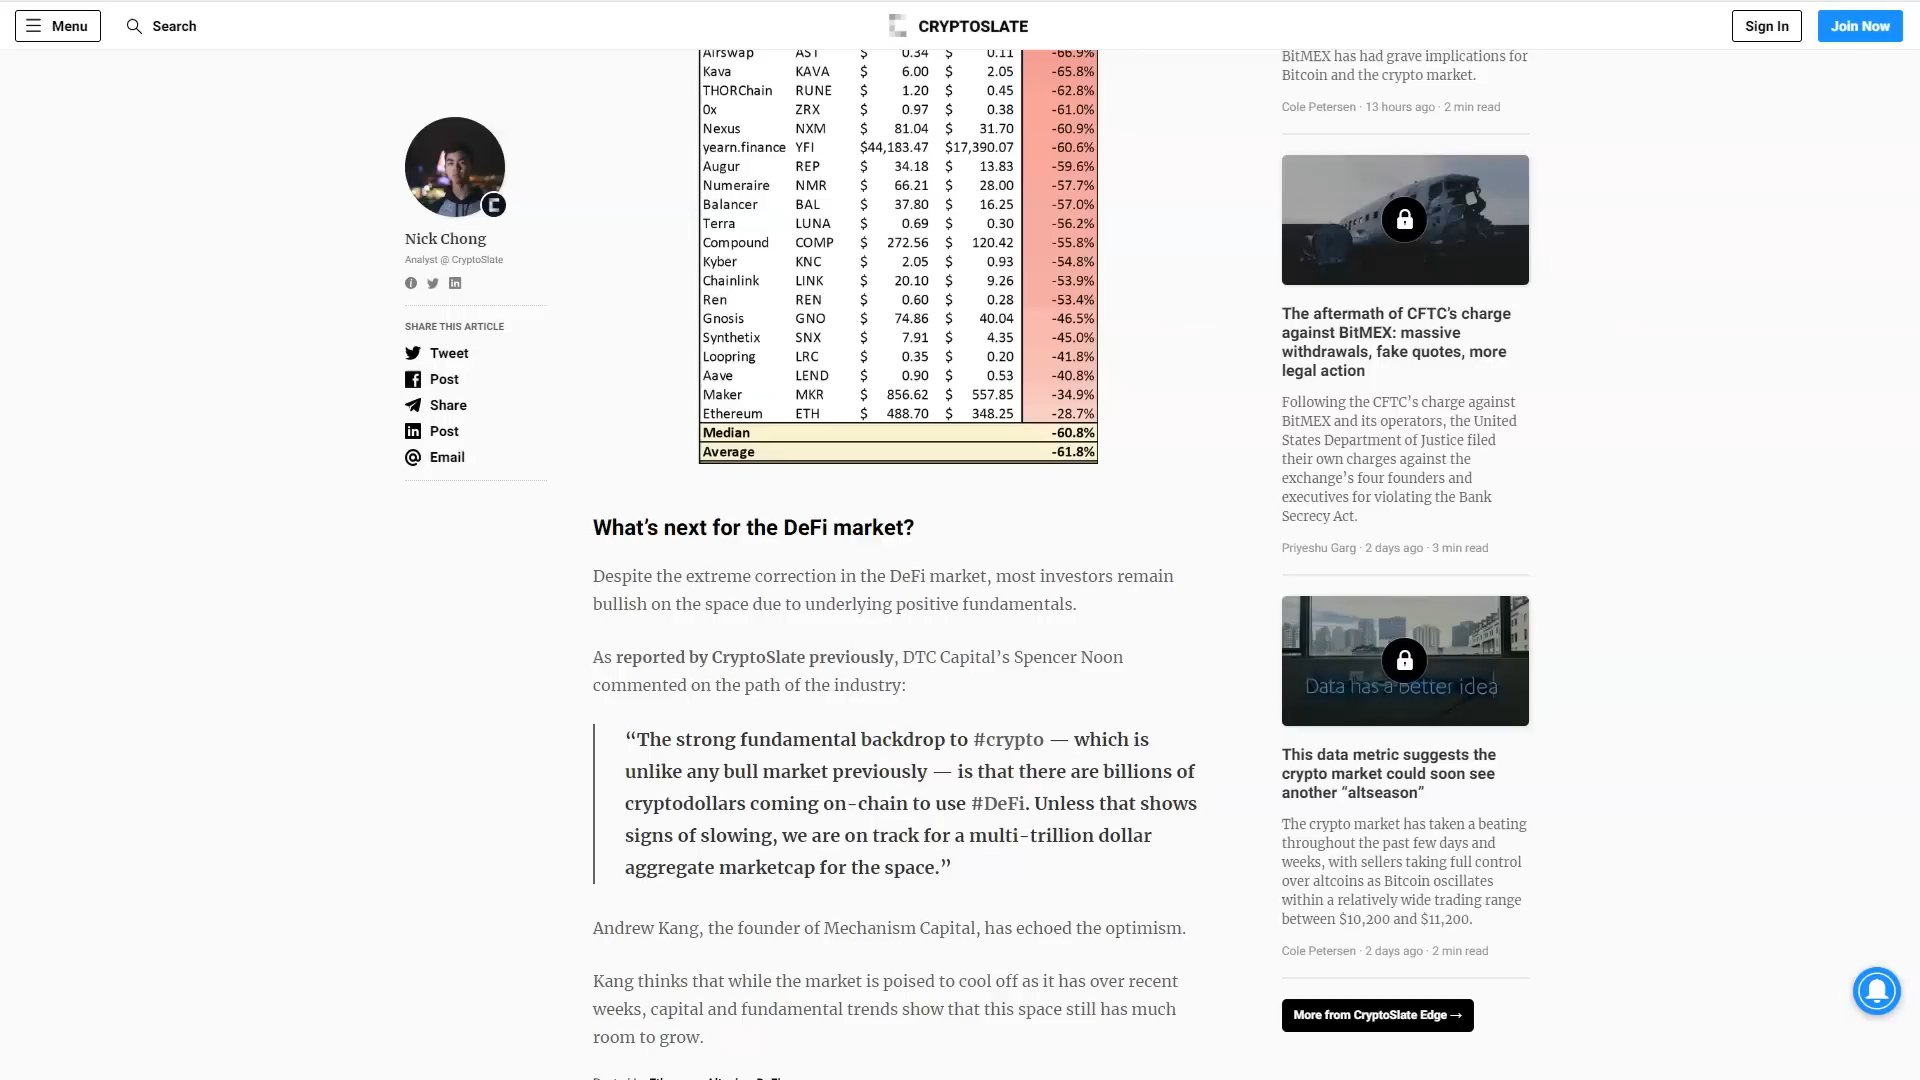 Menu
Search
CRYPTOSLATE
Sign In
Join Now
Airswap AST $ 0.34 $ 0.11 -66.9%
Kava KAVA $ 6.00 $ 2.05 -65.8%
THORChain RUNE $ 1.20 $ 0.45 -62.8%
0x ZRX $ 0.97 $ 0.38 -61.0%
Nexus NXM $ 81.04 $ 31.70 -60.9%
yearn.finance YFI $44,183.47 $17,390.07 -60.6%
Augur REP $ 34.18 $ 13.83 -59.6%
Numeraire NMR $ 66.21 $ 28.00 -57.7%
Balancer BAL $ 37.80 $ 16.25 -57.0%
Terra LUNA $ 0.69 $ 0.30 -56.2%
Compound COMP $ 272.56 $ 120.42 -55.8%
Kyber KNC $ 2.05 $ 0.93 -54.8%
Chainlink LINK $ 20.10 $ 9.26 -53.9%
Ren REN $ 0.60 $ 0.28 -53.4%
Gnosis GNO $ 74.86 $ 40.04 -46.5%
Synthetix SNX $ 7.91 $ 4.35 -45.0%
Loopring LRC $ 0.35 $ 0.20 -41.8%
Aave LEND $ 0.90 $ 0.53 -40.8%
Maker MKR $ 856.62 $ 557.85 -34.9%
Ethereum ETH $ 488.70 $ 348.25 -28.7%
Median -60.8%
Average -61.8%
Nick Chong
Analyst @ CryptoSlate
SHARE THIS ARTICLE
Tweet
Post
Share
Post
Email
What's next for the DeFi market?
Despite the extreme correction in the DeFi market, most investors remain
bullish on the space due to underlying positive fundamentals.
As reported by CryptoSlate previously, DTC Capital's Spencer Noon
commented on the path of the industry:
“The strong fundamental backdrop to #crypto — which is
unlike any bull market previously — is that there are billions of
cryptodollars coming on-chain to use #DeFi. Unless that shows
signs of slowing, we are on track for a multi-trillion dollar
aggregate marketcap for the space.”
Andrew Kang, the founder of Mechanism Capital, has echoed the optimism.
Kang thinks that while the market is poised to cool off as it has over recent
weeks, capital and fundamental trends show that this space still has much
room to grow.
BitMEX has had grave implications for
Bitcoin and the crypto market.
Cole Petersen · 13 hours ago · 2 min read
The aftermath of CFTC's charge
against BitMEX: massive
withdrawals, fake quotes, more
legal action
Following the CFTC's charge against
BitMEX and its operators, the United
States Department of Justice filed
their own charges against the
exchange's four founders and
executives for violating the Bank
Secrecy Act.
Priyeshu Garg · 2 days ago · 3 min read
Data has a better idea
This data metric suggests the
crypto market could soon see
another “altseason”
The crypto market has taken a beating
throughout the past few days and
weeks, with sellers taking full control
over altcoins as Bitcoin oscillates
within a relatively wide trading range
between $10,200 and $11,200.
Cole Petersen · 2 days ago · 2 min read
More from CryptoSlate Edge →